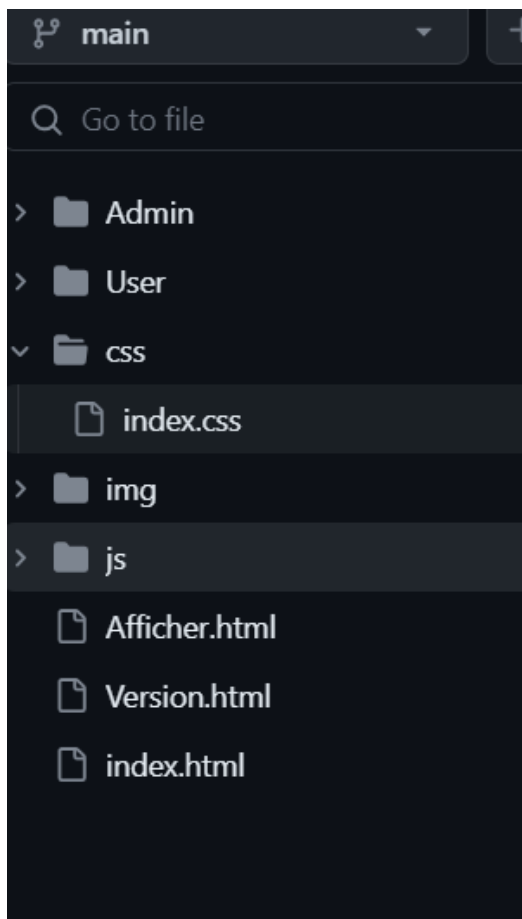 main
Go to file
Admin
User
css
index.css
img
js
Afficher.html
Version.html
index.html